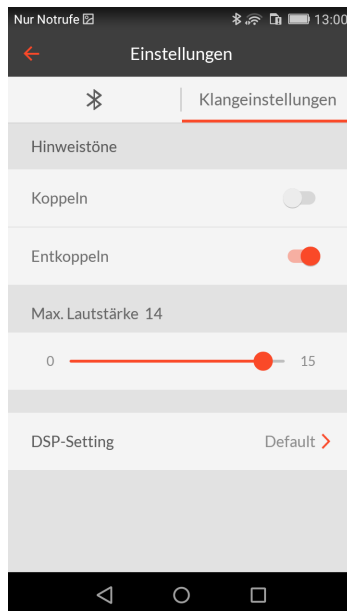 Nur Notrufe 13:00
Einstellungen
Klangeinstellungen
Hinweistöne
Koppeln
Entkoppeln
Max. Lautstärke 14
0 15
DSP-Setting Default